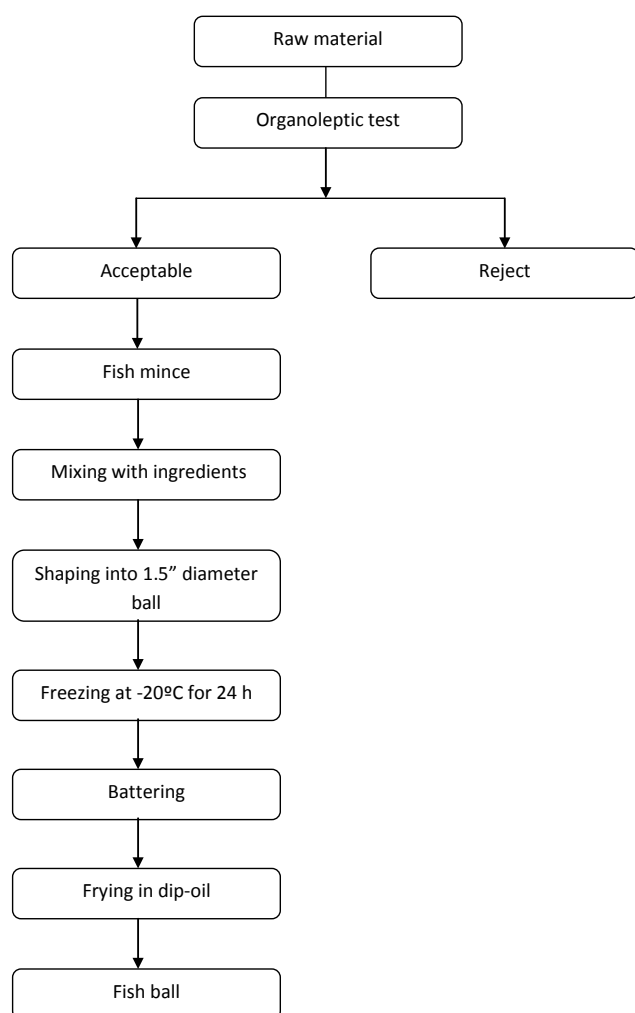 Raw material
Organoleptic test
Acceptable
Reject
Fish mince
Mixing with ingredients
Shaping into 1.5” diameter
ball
Freezing at -20ºC for 24 h
Battering
Frying in dip-oil
Fish ball